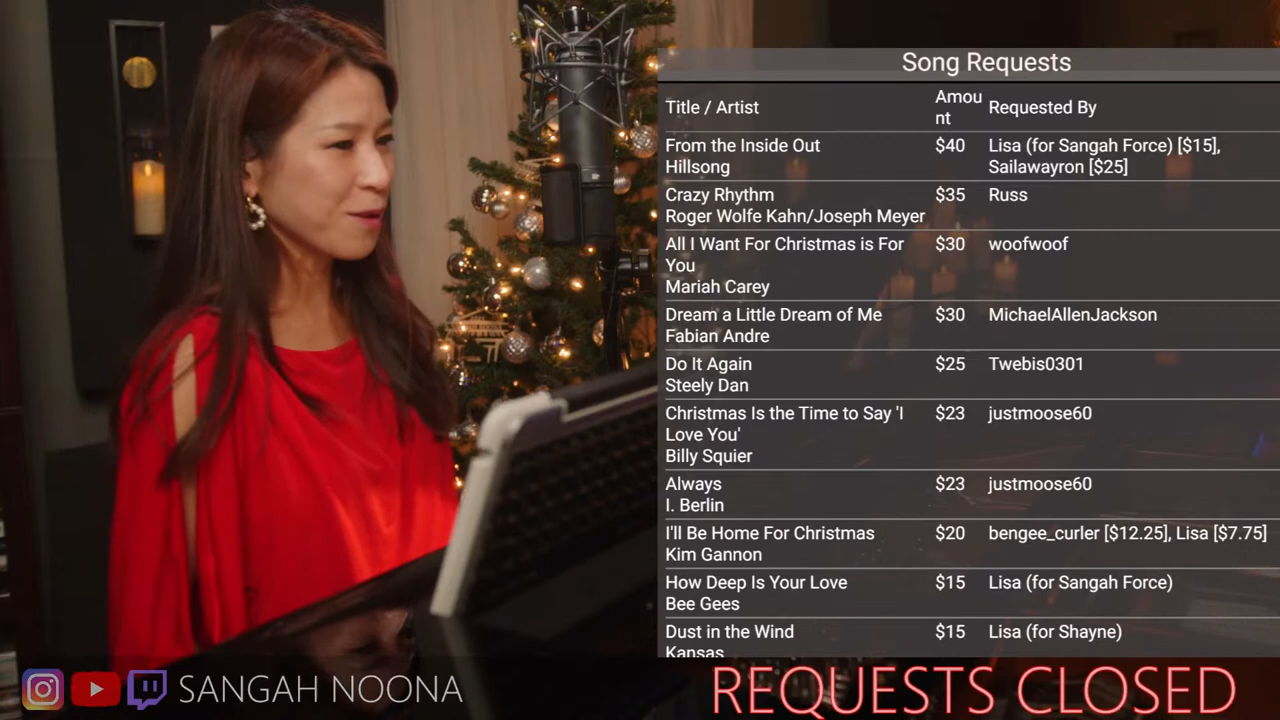 Song Requests
Title / Artist
Amou
nt
Requested By
From the Inside Out
Hillsong
$40
Lisa (for Sangah Force) [$15],
Sailawayron [$25]
Crazy Rhythm
Roger Wolfe Kahn/Joseph Meyer
$35
Russ
All I Want For Christmas is For
You
Mariah Carey
$30
woofwoof
Dream a Little Dream of Me
Fabian Andre
$30
MichaelAllenJackson
Do It Again
Steely Dan
$25
Twebis0301
Christmas Is the Time to Say 'I
Love You'
Billy Squier
$23
justmoose60
Always
I. Berlin
$23
justmoose60
I'll Be Home For Christmas
Kim Gannon
$20
bengee_curler [$12.25], Lisa [$7.75]
How Deep Is Your Love
Bee Gees
$15
Lisa (for Sangah Force)
Dust in the Wind
Kansas
$15
Lisa (for Shayne)
SANGAH NOONA
REQUESTS CLOSED